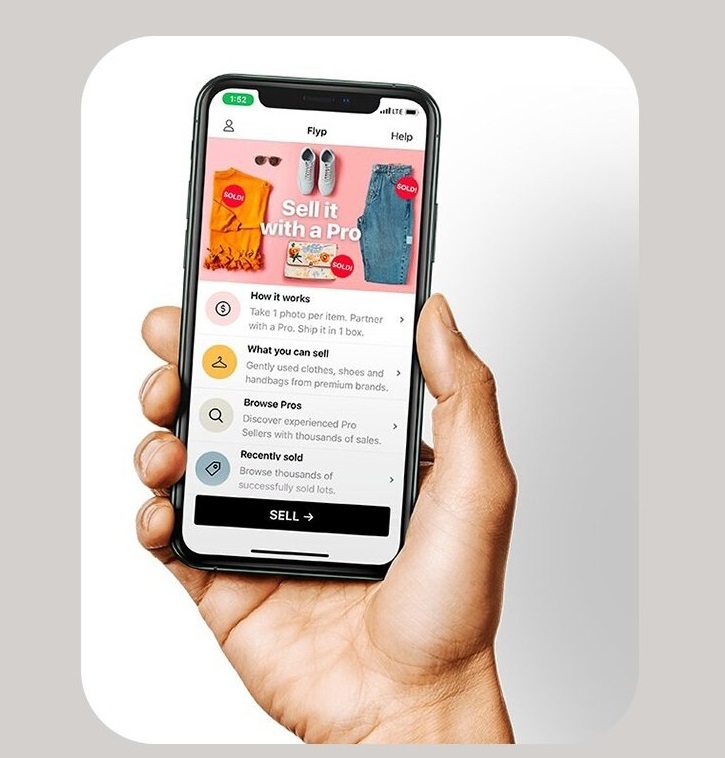 1:52
LTE
Flyp
Help
SOLD!
SOLD!
Sell it
with a Pro
SOLD!
How it works
Take 1 photo per item. Partner
with a Pro. Ship it in 1 box.
What you can sell
Gently used clothes, shoes and
handbags from premium brands.
Browse Pros
Discover experienced Pro
Sellers with thousands of sales.
Recently sold
Browse thousands of
successfully sold lots.
SELL →